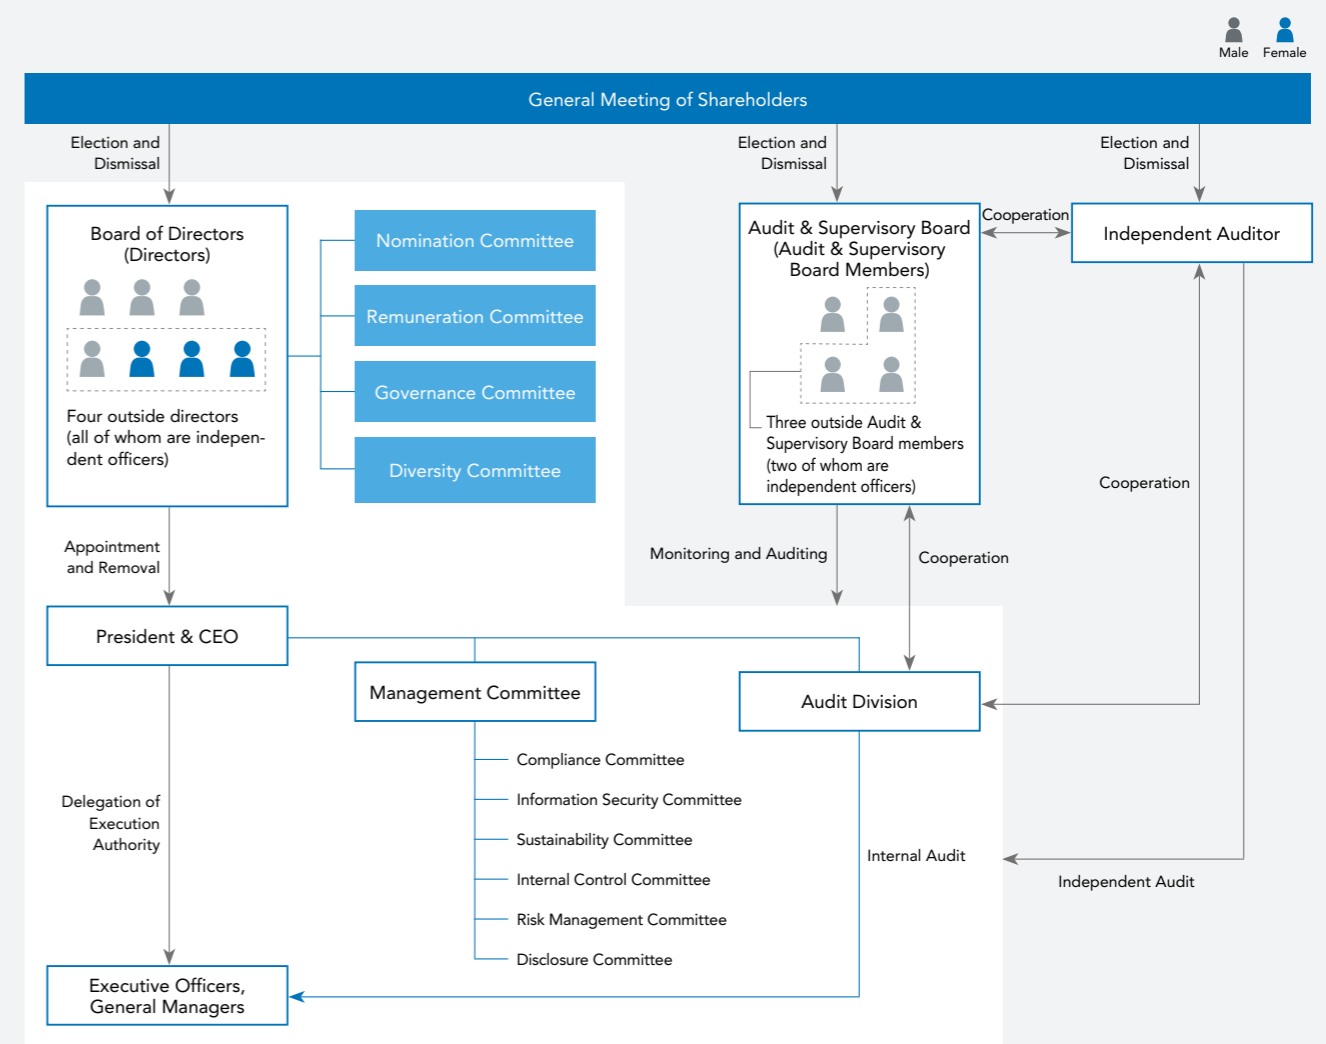 Male Female
General Meeting of Shareholders
Election and
Dismissal
Election and
Dismissal
Election and
Dismissal
Board of Directors
(Directors)
Four outside directors
(all of whom are indepen-
dent officers)
Nomination Committee
Remuneration Committee
Governance Committee
Diversity Committee
Audit & Supervisory Board
(Audit & Supervisory
Board Members)
Three outside Audit &
Supervisory Board members
(two of whom are
independent officers)
Cooperation
Independent Auditor
Appointment
and Removal
Monitoring and Auditing
Cooperation
Cooperation
President & CEO
Management Committee
Audit Division
Compliance Committee
Information Security Committee
Sustainability Committee
Internal Control Committee
Risk Management Committee
Disclosure Committee
Delegation of
Execution
Authority
Internal Audit
Independent Audit
Executive Officers,
General Managers